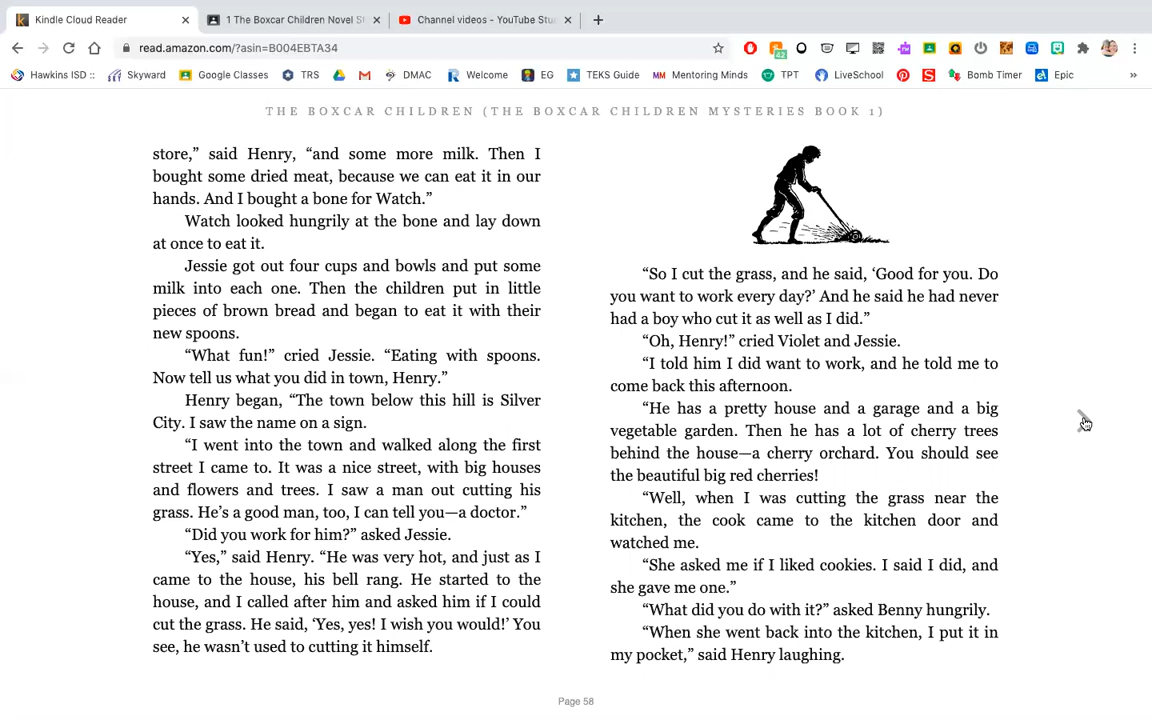 Kindle Cloud Reader
1 The Boxcar Children Novel St
Channel videos - YouTube Stu
read.amazon.com/?asin=B004EBTA34
42
Hawkins ISD ::
Skyward
Google Classes
TRS
DMAC
Welcome
EG
TEKS Guide
MM Mentoring Minds
TPT
LiveSchool
Bomb Timer
Epic
»
THE BOXCAR CHILDREN (THE BOXCAR CHILDREN MYSTERIES BOOK 1)
store,” said Henry, “and some more milk. Then I
bought some dried meat, because we can eat it in our
hands. And I bought a bone for Watch.”
Watch looked hungrily at the bone and lay down
at once to eat it.
Jessie got out four cups and bowls and put some
milk into each one. Then the children put in little
pieces of brown bread and began to eat it with their
new spoons.
“What fun!” cried Jessie. “Eating with spoons.
Now tell us what you did in town, Henry.”
Henry began, “The town below this hill is Silver
City. I saw the name on a sign.
“I went into the town and walked along the first
street I came to. It was a nice street, with big houses
and flowers and trees. I saw a man out cutting his
grass. He’s a good man, too, I can tell you—a doctor.”
“Did you work for him?” asked Jessie.
“Yes,” said Henry. “He was very hot, and just as I
came to the house, his bell rang. He started to the
house, and I called after him and asked him if I could
cut the grass. He said, ‘Yes, yes! I wish you would!’ You
see, he wasn’t used to cutting it himself.
“So I cut the grass, and he said, ‘Good for you. Do
you want to work every day?’ And he said he had never
had a boy who cut it as well as I did.”
“Oh, Henry!” cried Violet and Jessie.
“I told him I did want to work, and he told me to
come back this afternoon.
“He has a pretty house and a garage and a big
vegetable garden. Then he has a lot of cherry trees
behind the house—a cherry orchard. You should see
the beautiful big red cherries!
“Well, when I was cutting the grass near the
kitchen, the cook came to the kitchen door and
watched me.
“She asked me if I liked cookies. I said I did, and
she gave me one.”
“What did you do with it?” asked Benny hungrily.
“When she went back into the kitchen, I put it in
my pocket,” said Henry laughing.
Page 58